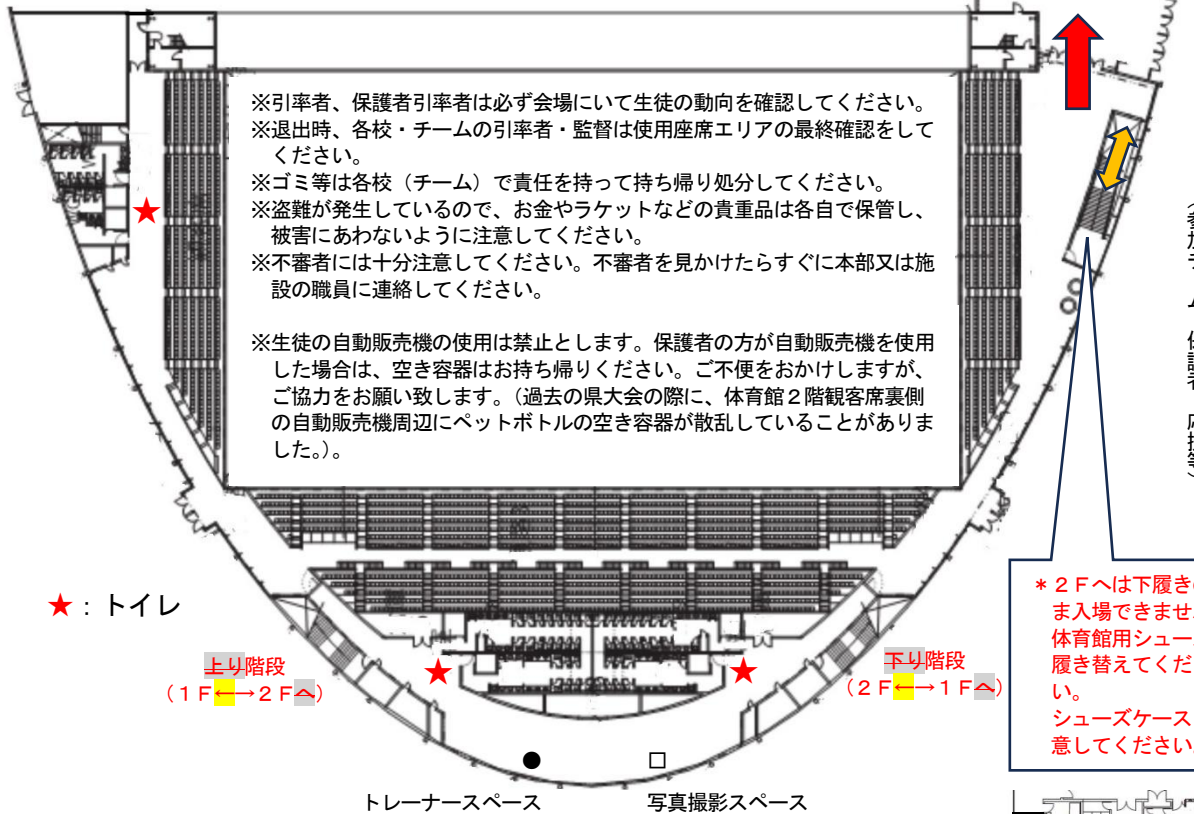 ※引率者、保護者引率者は必ず会場にいて生徒の動向を確認してください。
※退出時、各校・チームの引率者・監督は使用座席エリアの最終確認をして
ください。
※ゴミ等は各校（チーム）で責任を持って持ち帰り処分してください。
※盗難が発生しているので、お金やラケットなどの貴重品は各自で保管し、
被害にあわないように注意してください。
※不審者には十分注意してください。不審者を見かけたらすぐに本部又は施
設の職員に連絡してください。
※生徒の自動販売機の使用は禁止とします。保護者の方が自動販売機を使用
した場合は、空き容器はお持ち帰りください。ご不便をおかけしますが、
ご協力をお願い致します。（過去の県大会の際に、体育館２階観客席裏側
の自動販売機周辺にペットボトルの空き容器が散乱していることがありま
した。）。
★：トイレ
上り階段
（１Ｆ←→２Ｆへ）
下り階段
（２Ｆ←→１Ｆへ）
＊２Ｆへは下履き
ま入場できませ
体育館用シュー
履き替えてくだ
い。
シューズケース
意してください
●
□
トレーナースペース
写真撮影スペース